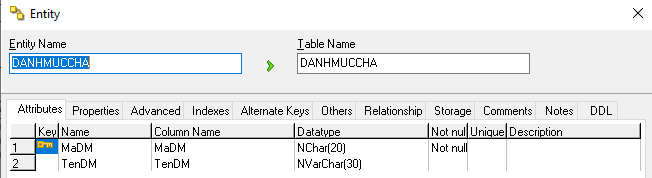 Entity
Entity Name
Table Name
DANHMUCCHA
DANHMUCCHA
Attributes Properties Advanced Indexes Alternate Keys Others Relationship Storage Comments Notes DDL
Key Name Column Name Datatype Not nul Unique Description
1 MaDM MaDM NChar(20) Not null
2 TenDM TenDM NVarChar(30)